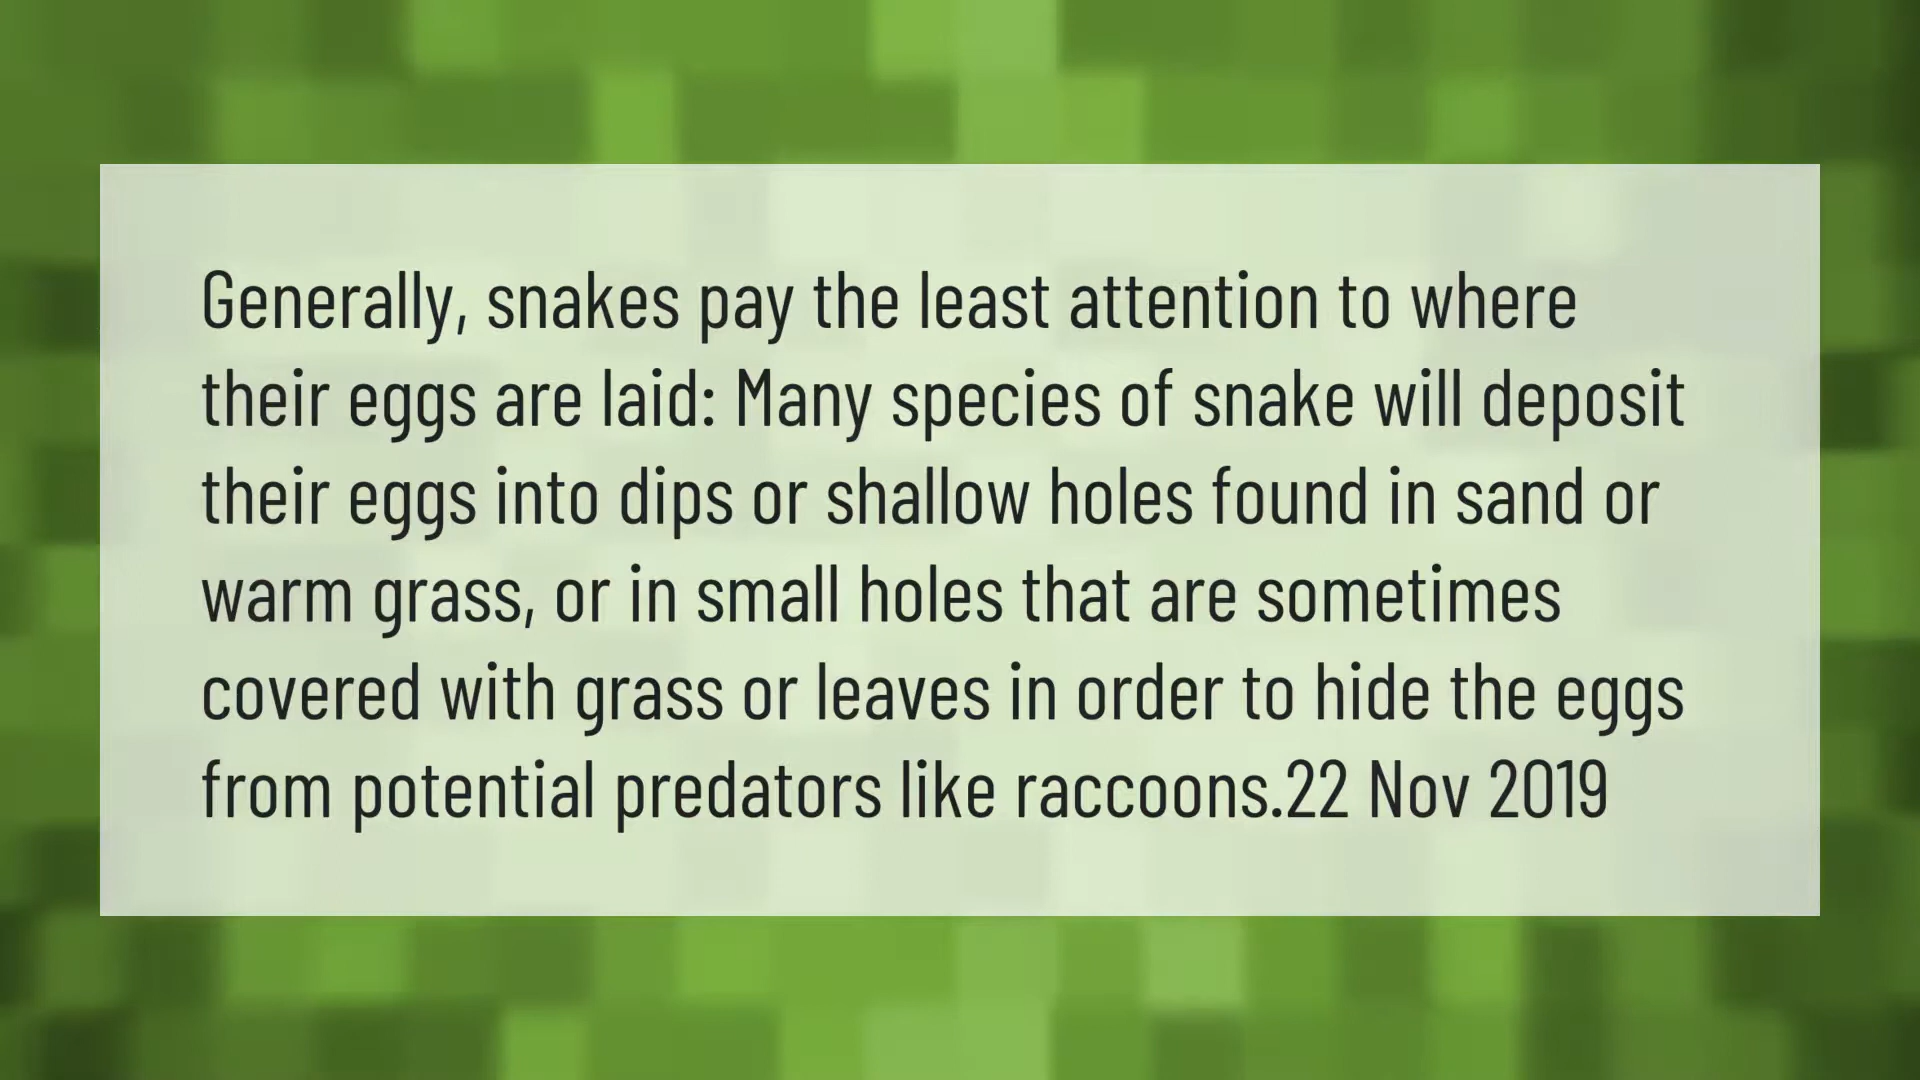 Generally, snakes pay the least attention to where
their eggs are laid: Many species of snake will deposit
their eggs into dips or shallow holes found in sand or
warm grass, or in small holes that are sometimes
covered with grass or leaves in order to hide the eggs
from potential predators like raccoons.22 Nov 2019